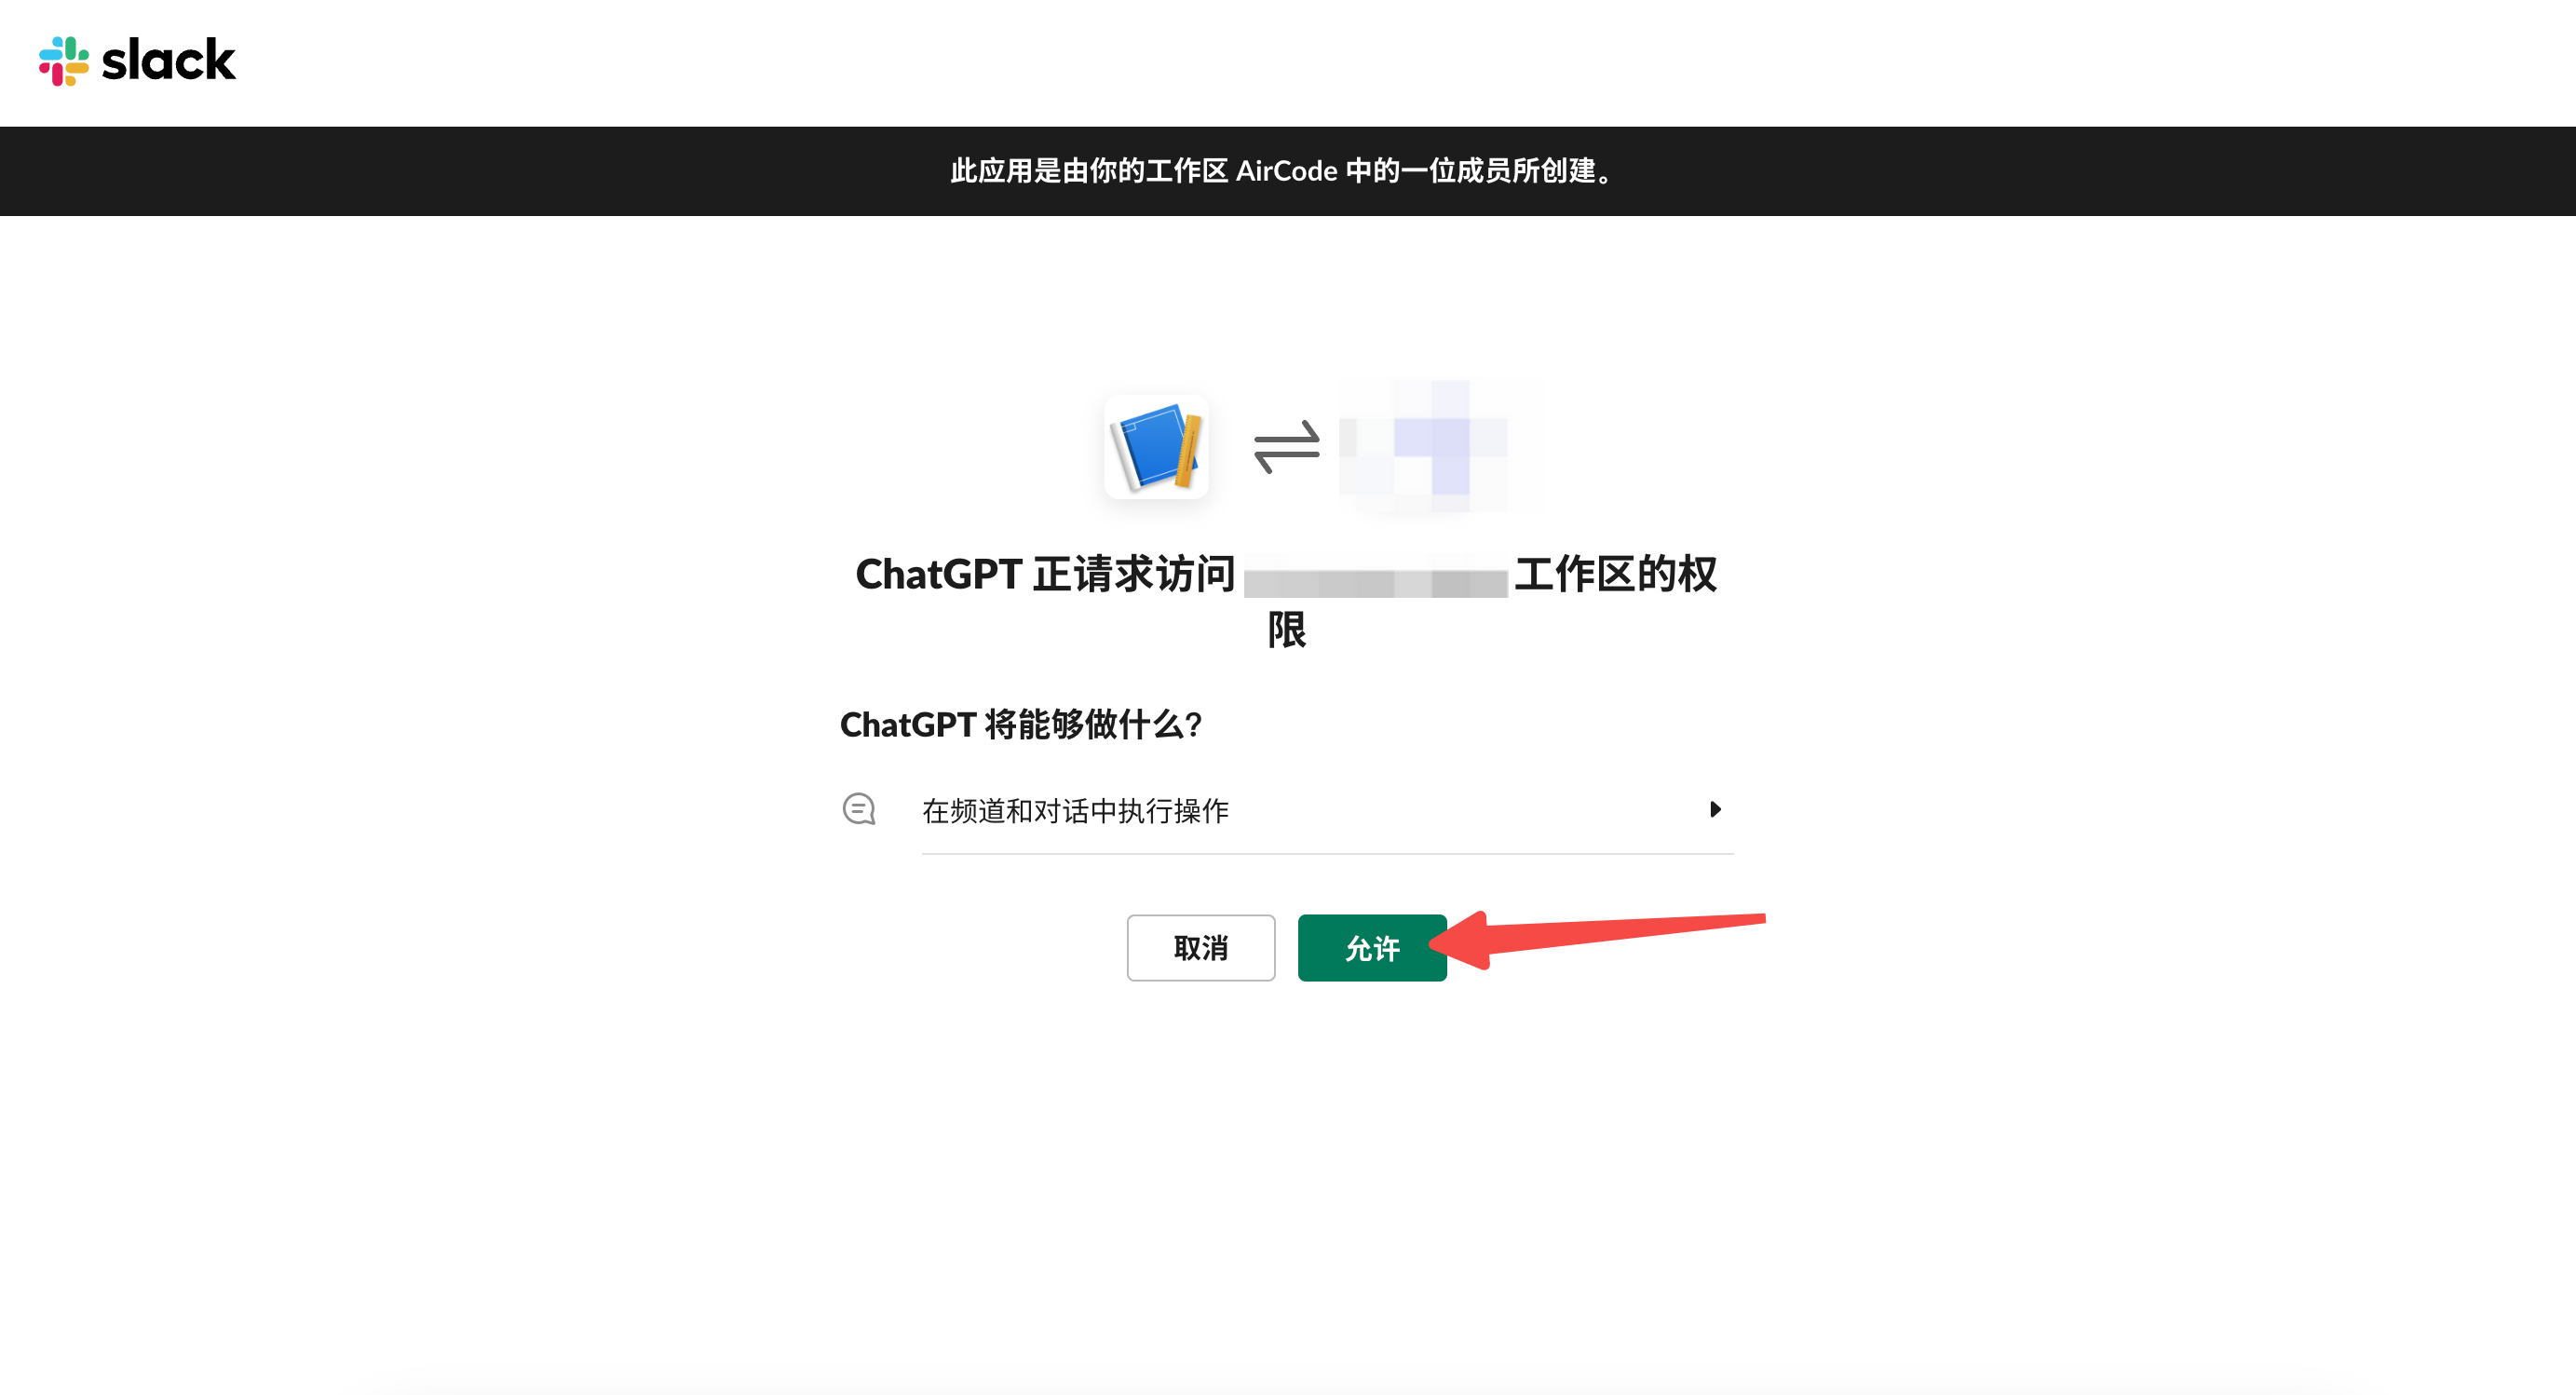 slack
此应用是由你的工作区 AirCode 中的一位成员所创建。
ChatGPT 正请求访问 工作区的权
限
ChatGPT 将能够做什么?
在频道和对话中执行操作
取消
允许